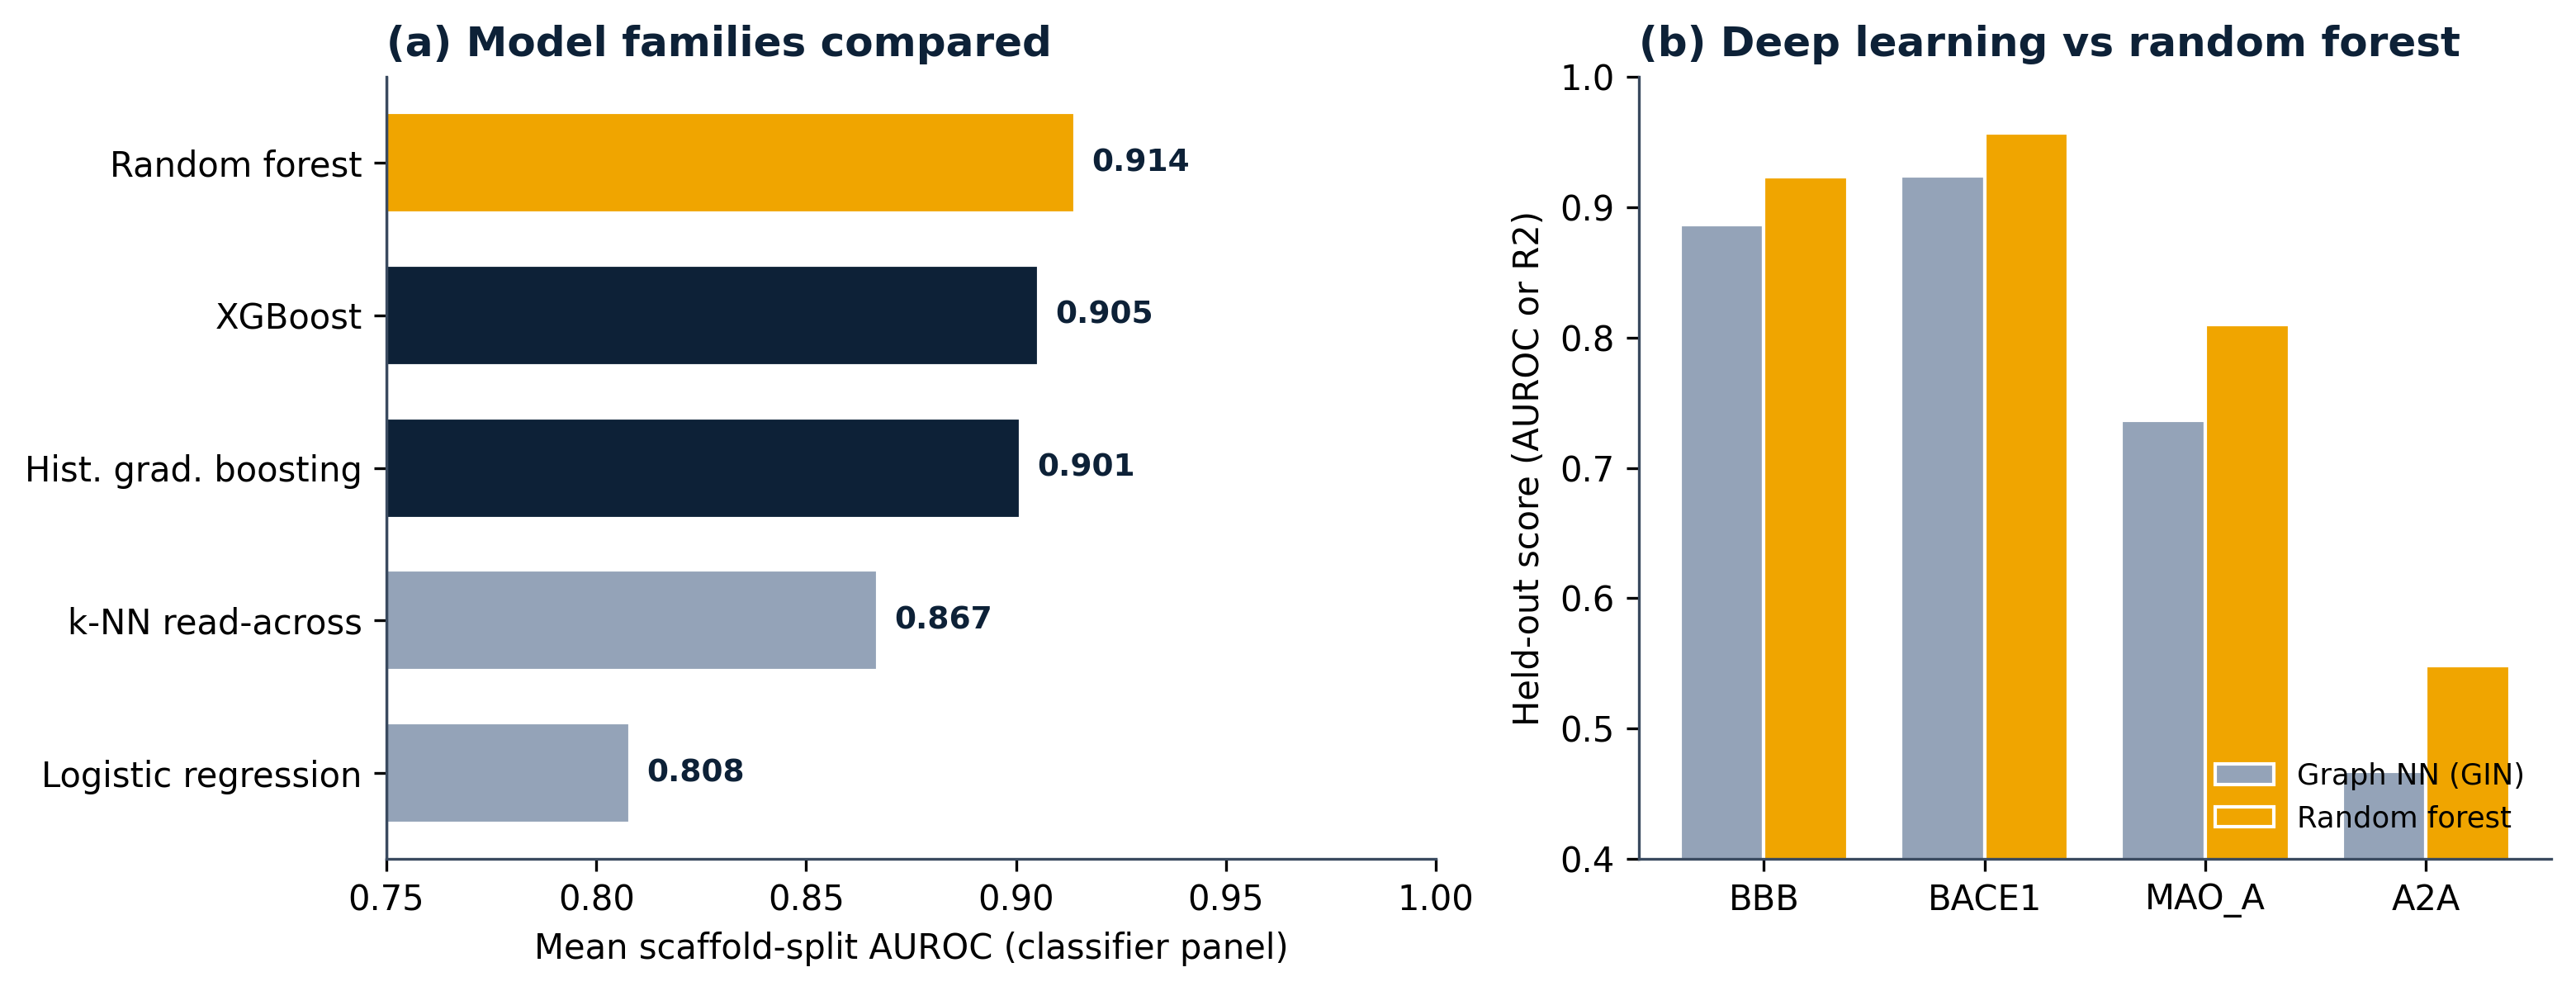 (a) Model families compared
Random forest
0.914
XGBoost
0.905
Hist. grad. boosting
0.901
k-NN read-across
0.867
Logistic regression
0.808
0.75 0.80 0.85 0.90 0.95 1.00
Mean scaffold-split AUROC (classifier panel)
(b) Deep learning vs random forest
Held-out score (AUROC or R2)
1.0
0.9
0.8
0.7
0.6
0.5
0.4
Graph NN (GIN)
Random forest
BBB BACE1 MAO_A A2A